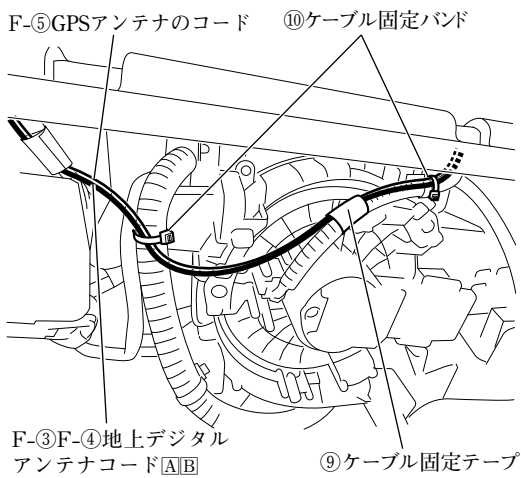 F-⑤GPSアンテナのコード
⑩ケーブル固定バンド
F-③F-④地上デジタル
アンテナコード🄰🄱
⑨ケーブル固定テープ